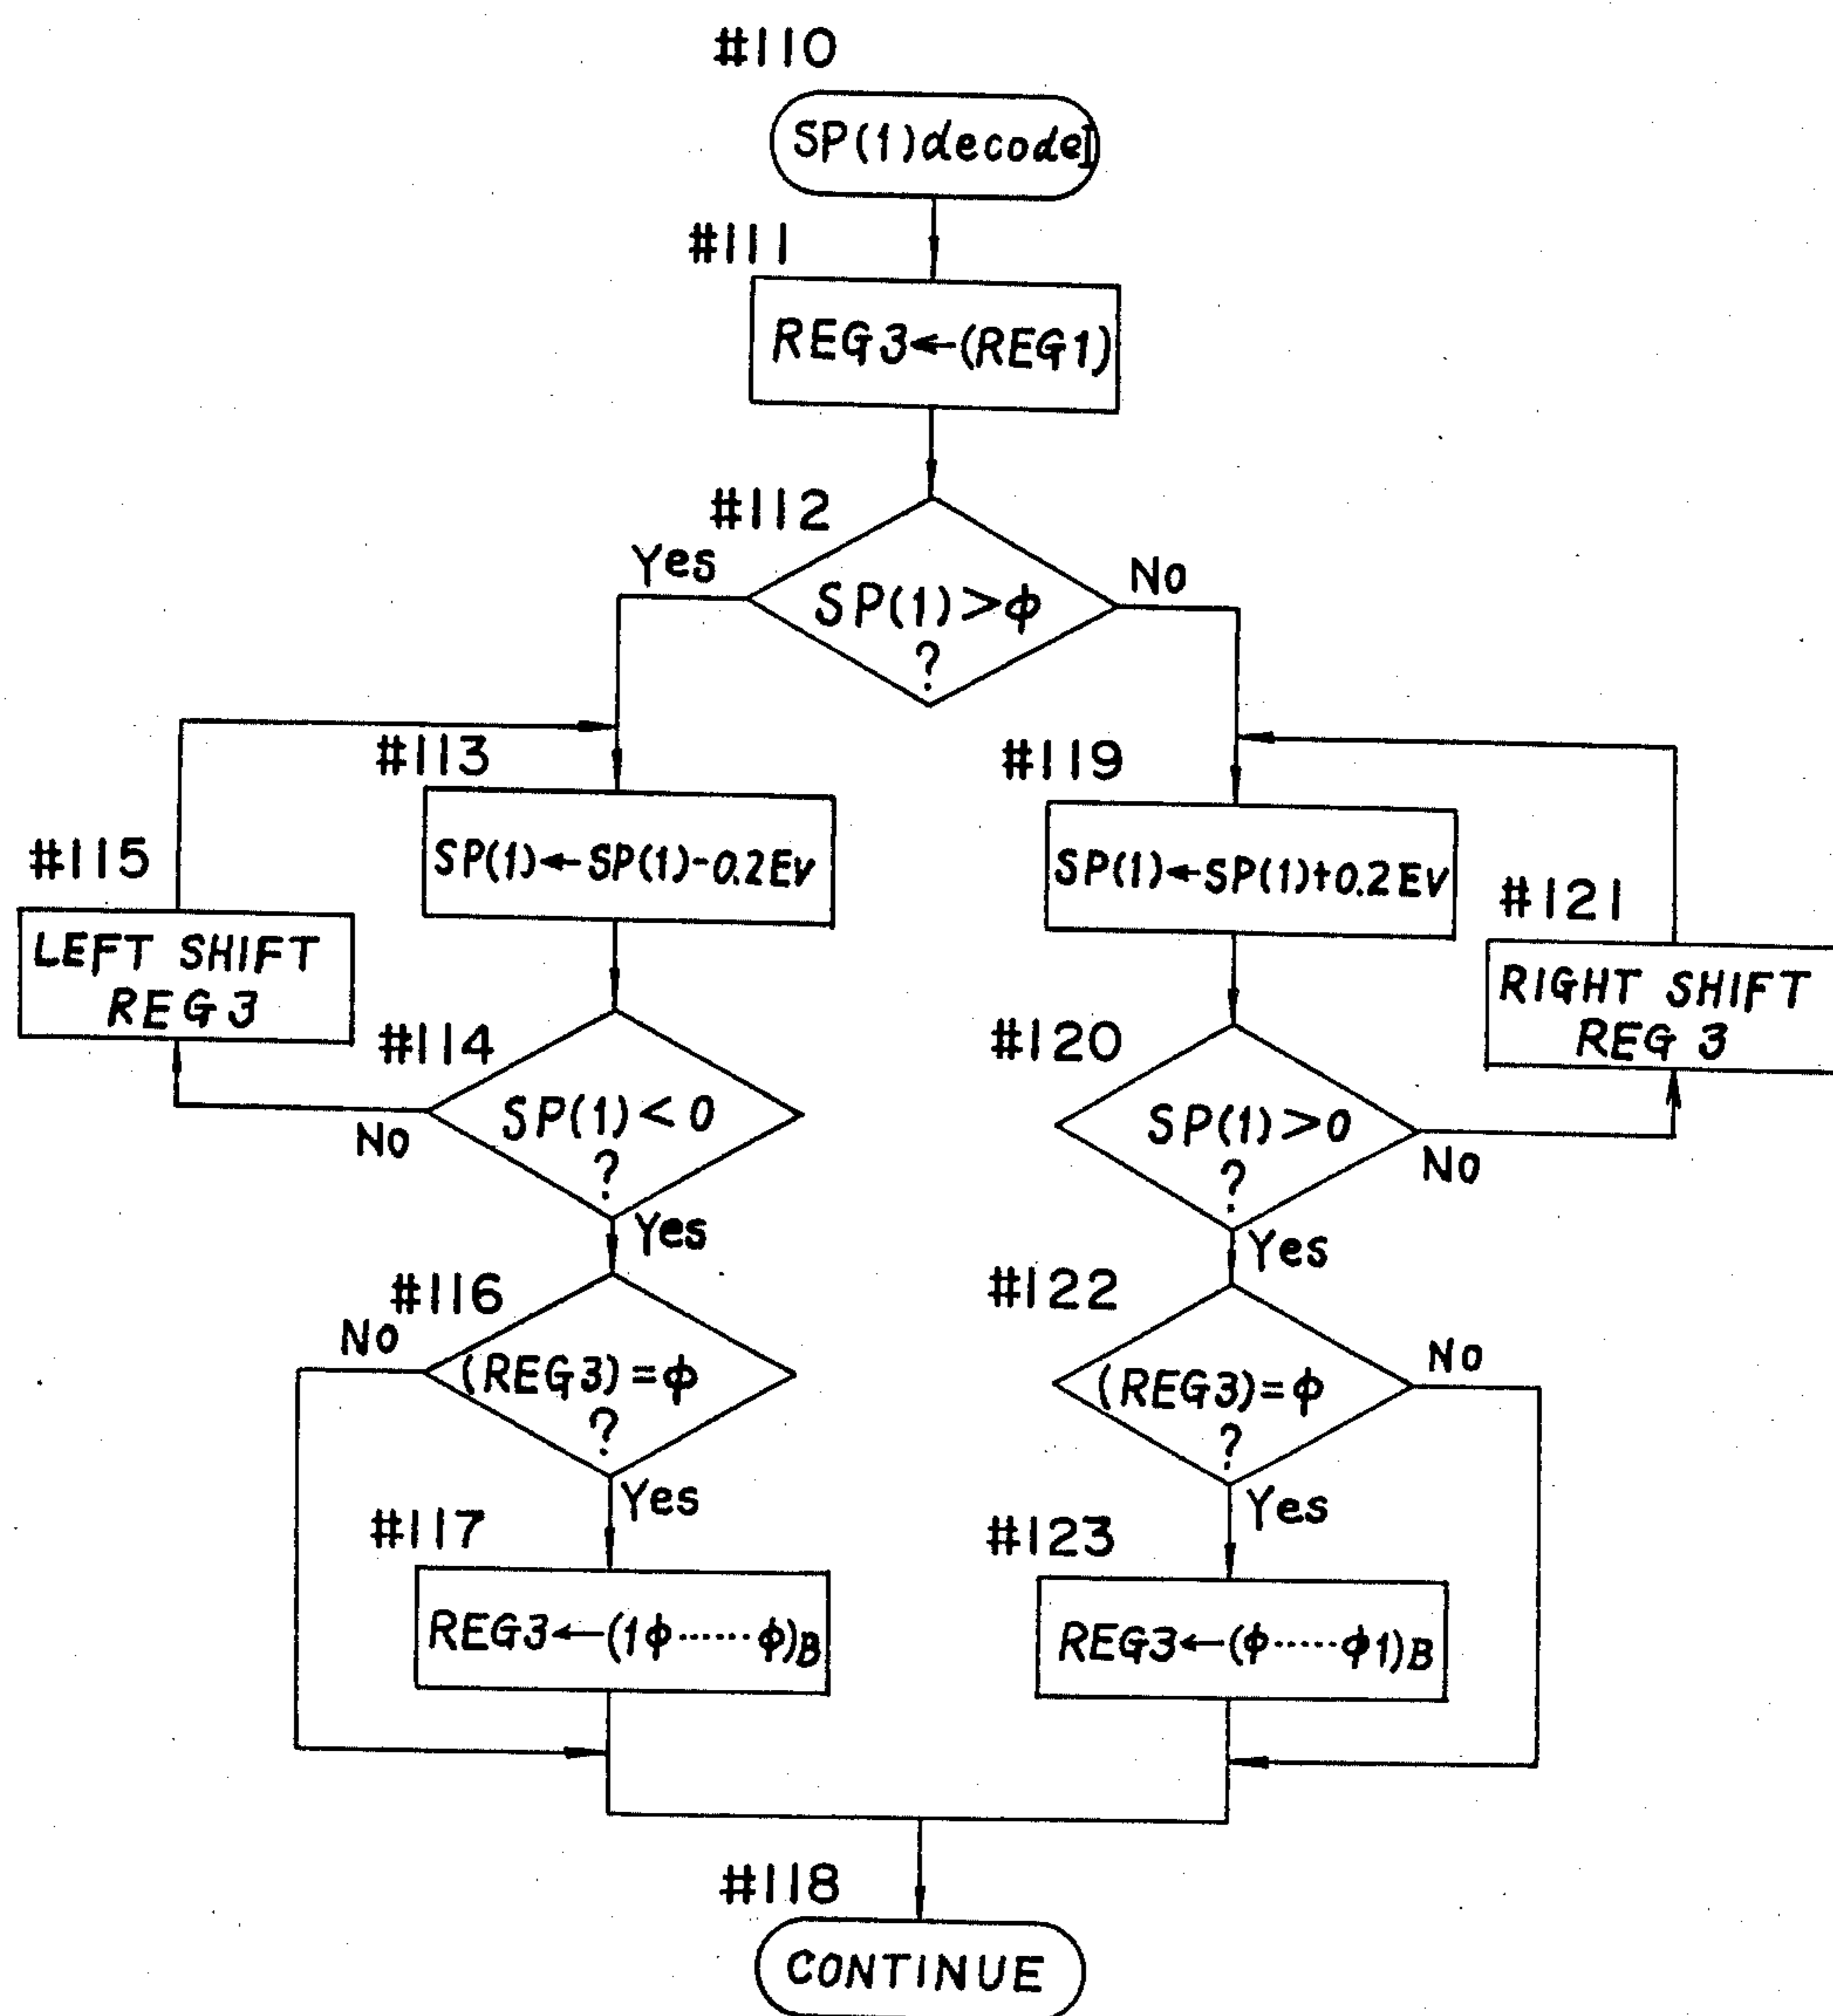 #110
SP(1)decode
#111
REG3←(REG1)
#112
Yes
No
SP(1)>φ
?
#113
#119
SP(1)←SP(1)-0.2EV
SP(1)←SP(1)+0.2EV
#115
#121
LEFT SHIFT
REG3
RIGHT SHIFT
REG 3
#114
#120
SP(1)<0
?
No
SP(1)>0
?
No
Yes
Yes
#116
#122
No
No
(REG3)=φ
?
(REG3)=φ
?
Yes
Yes
#117
#123
REG3←(1φ······φ)B
REG3←(φ·····φ1)B
#118
CONTINUE